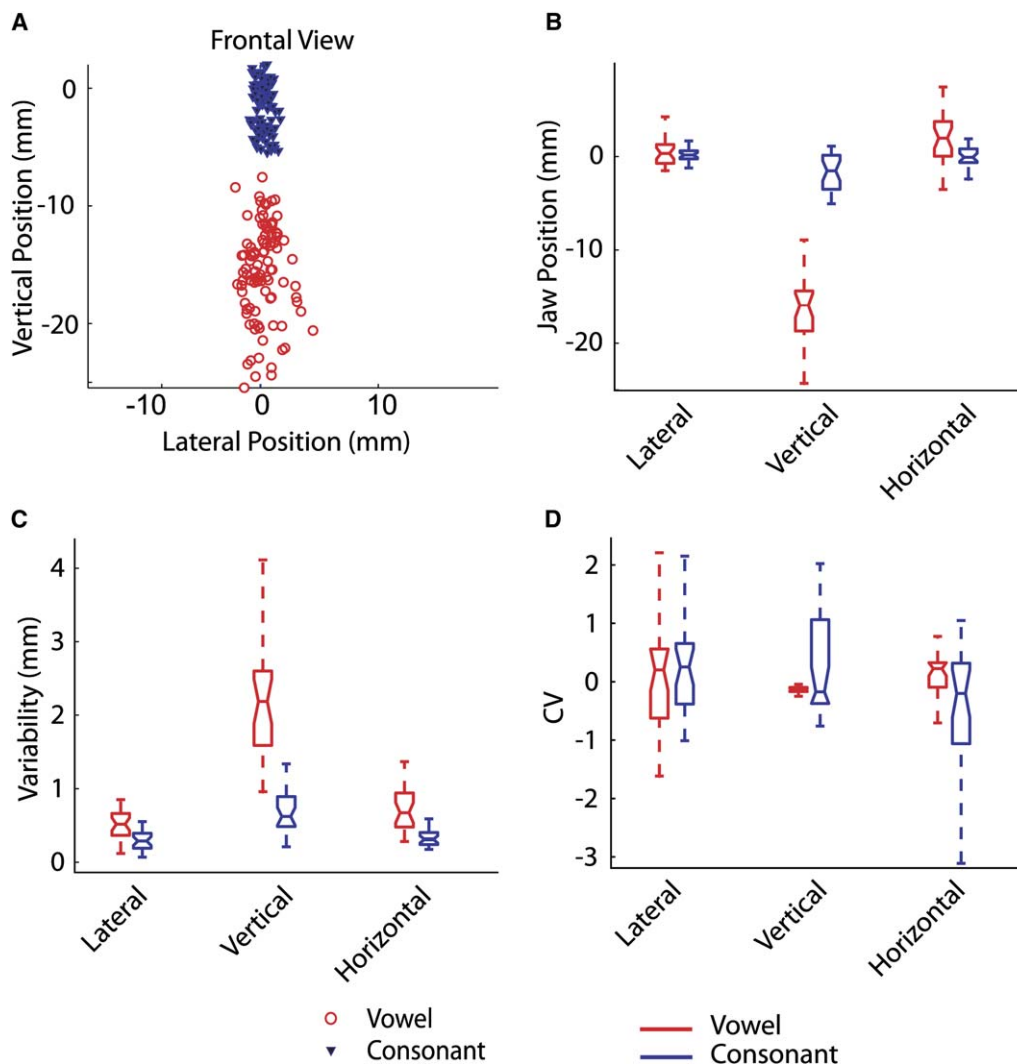 A
Frontal View
0
-10
-20
Vertical Position (mm)
-10
0
10
Lateral Position (mm)
B
0
-10
-20
Jaw Position (mm)
Lateral
Vertical
Horizontal
C
4
3
2
1
0
Variability (mm)
Lateral
Vertical
Horizontal
D
2
1
0
-1
-2
-3
CV
Lateral
Vertical
Horizontal
Vowel
Consonant
Vowel
Consonant